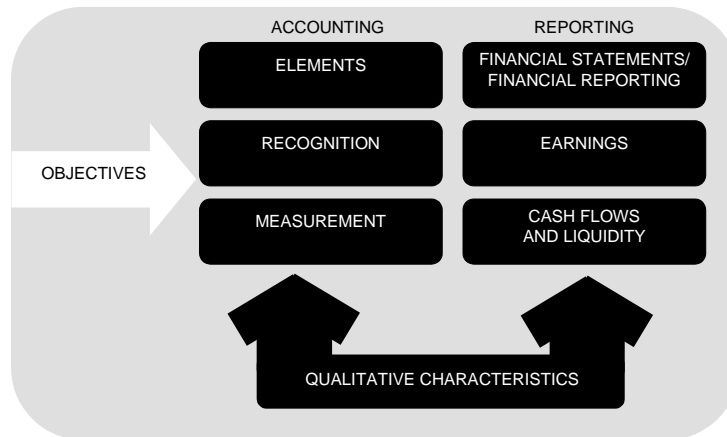 ACCOUNTING
REPORTING
ELEMENTS
FINANCIAL STATEMENTS/
FINANCIAL REPORTING
RECOGNITION
EARNINGS
OBJECTIVES
MEASUREMENT
CASH FLOWS
AND LIQUIDITY
QUALITATIVE CHARACTERISTICS